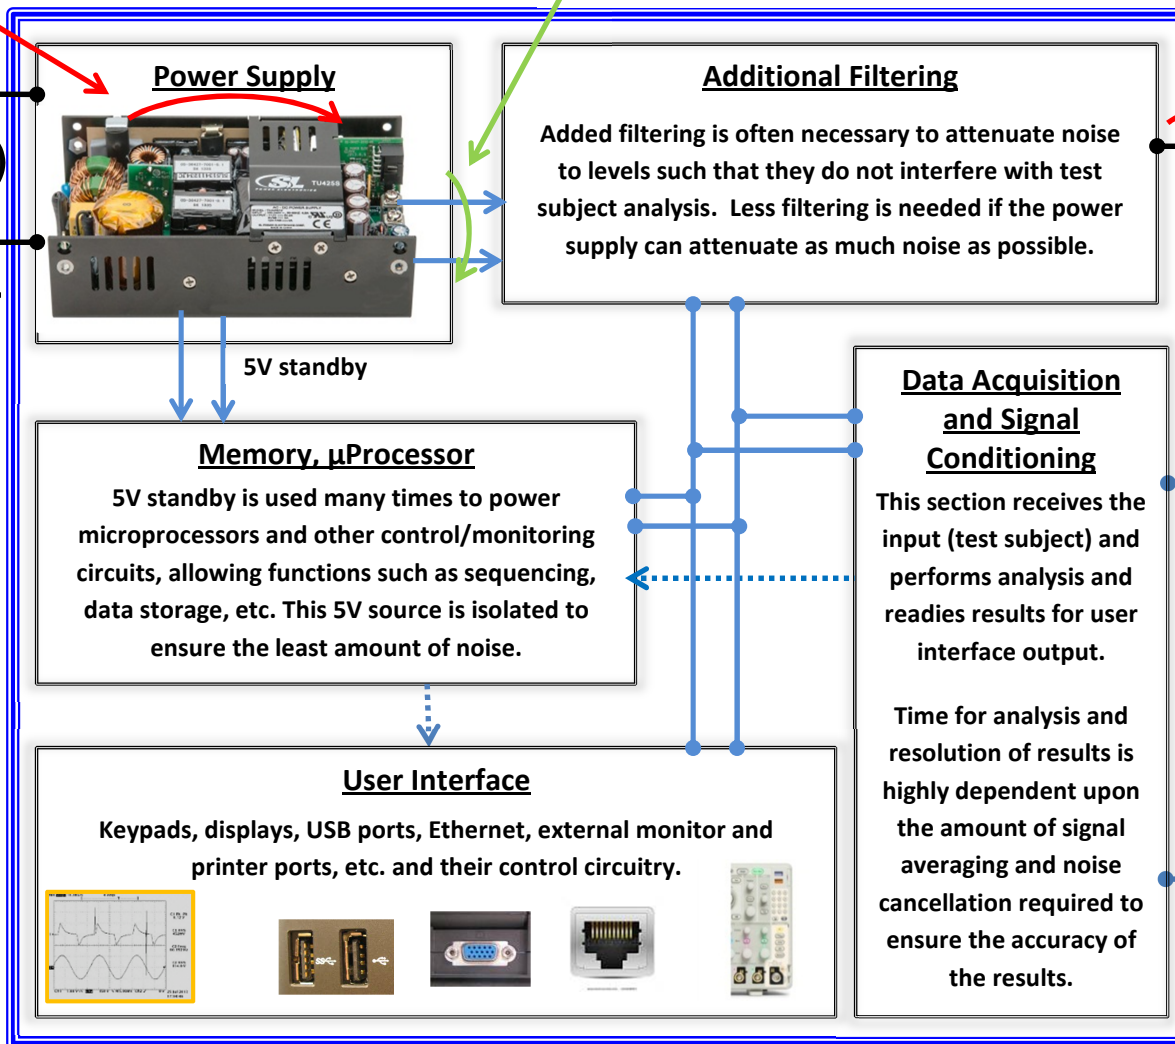 Power Supply
SL
POWER ELECTRONICS
TU425S
CE
5V standby
Additional Filtering
Added filtering is often necessary to attenuate noise
to levels such that they do not interfere with test
subject analysis.  Less filtering is needed if the power
supply can attenuate as much noise as possible.
Memory, µProcessor
5V standby is used many times to power
microprocessors and other control/monitoring
circuits, allowing functions such as sequencing,
data storage, etc. This 5V source is isolated to
ensure the least amount of noise.
Data Acquisition
and Signal
Conditioning
This section receives the
input (test subject) and
performs analysis and
readies results for user
interface output.
Time for analysis and
resolution of results is
highly dependent upon
the amount of signal
averaging and noise
cancellation required to
ensure the accuracy of
the results.
User Interface
Keypads, displays, USB ports, Ethernet, external monitor and
printer ports, etc. and their control circuitry.